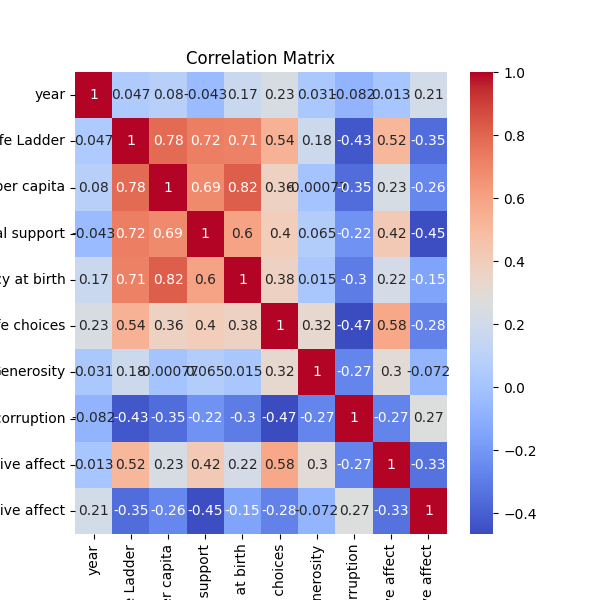 Correlation Matrix
year 1 0.047 0.08 -0.043 0.17 0.23 0.031 -0.082 0.013 0.21 1.0
fe Ladder 0.047 1 0.78 0.72 0.71 0.54 0.18 -0.43 0.52 -0.35 0.8
per capita 0.08 0.78 1 0.69 0.82 0.36 -0.35 0.23 -0.26 0.6
al support -0.043 0.72 0.69 1 0.6 0.4 0.065 -0.22 0.42 -0.45
cy at birth 0.17 0.71 0.82 0.6 1 0.38 0.015 -0.3 0.22 -0.15 0.4
fe choices 0.23 0.54 0.36 0.4 0.38 1 0.32 -0.47 0.58 -0.28 0.2
Generosity 0.031 0.18 0.00077 0.065 0.015 0.32 1 -0.27 0.3 -0.072 0.0
corruption -0.082 -0.43 -0.35 -0.22 -0.3 -0.47 -0.27 1 -0.27 0.27
ive affect 0.013 0.52 0.23 0.42 0.22 0.58 0.3 -0.27 1 -0.33 −0.2
ive affect 0.21 -0.35 -0.26 -0.45 -0.15 -0.28 -0.072 0.27 -0.33 1 −0.4
year
e Ladder
er capita
support
at birth
choices
nerosity
rruption
ve affect
ve affect